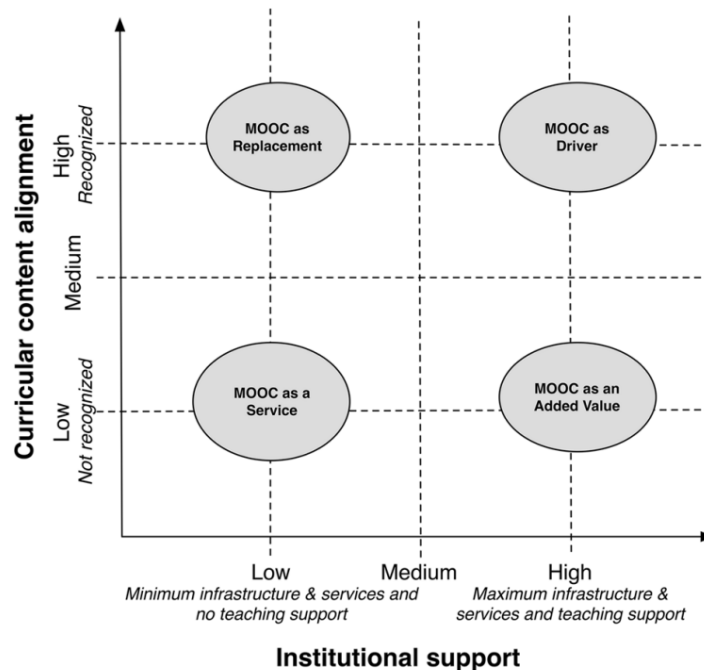 Curricular content alignment
High
Recognized
Medium
Low
Not recognized
MOOC as
Replacement
MOOC as
Driver
MOOC as a
Service
MOOC as an
Added Value
Low
Minimum infrastructure & services and
no teaching support
Medium
High
Maximum infrastructure &
services and teaching support
Institutional support